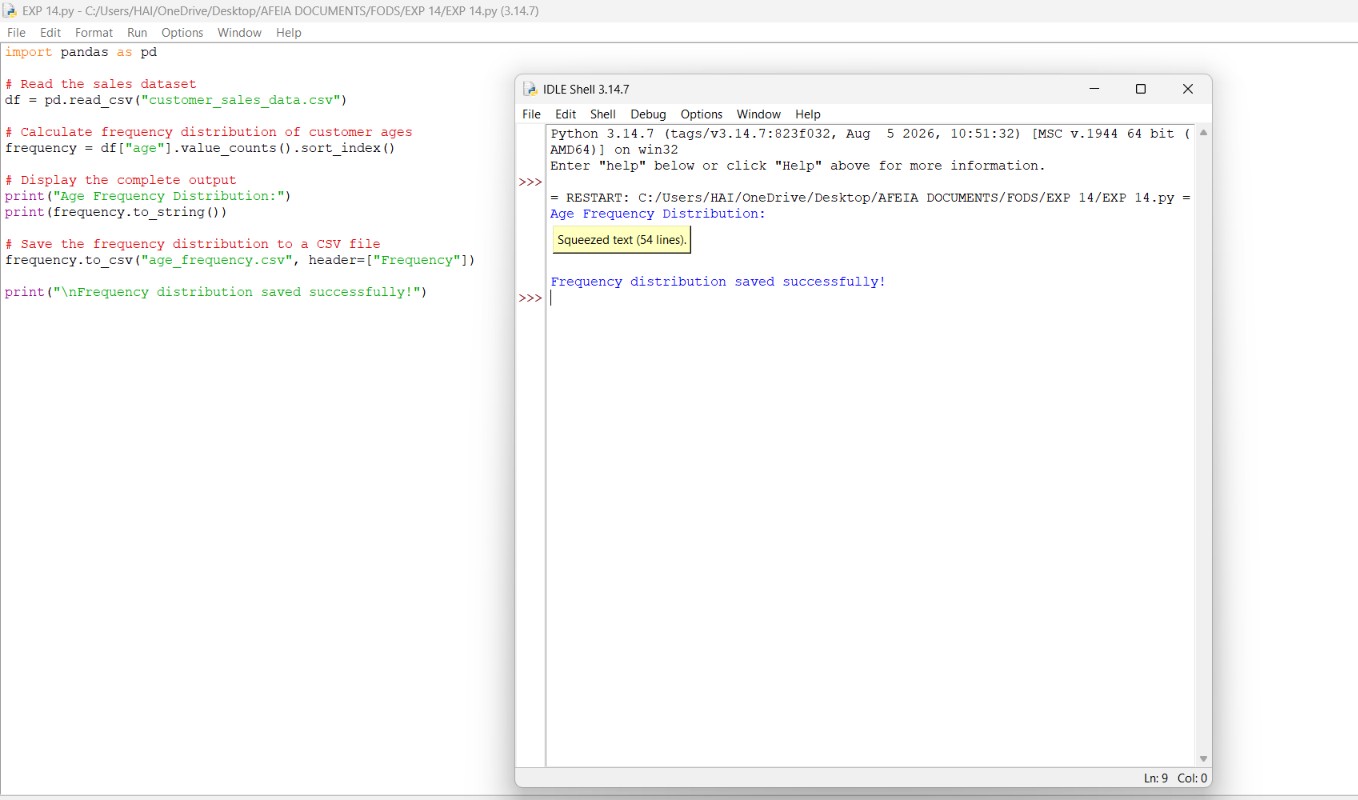 EXP 14.py - C:/Users/HAI/OneDrive/Desktop/AFEIA DOCUMENTS/FODS/EXP 14/EXP 14.py (3.14.7)
File Edit Format Run Options Window Help
import pandas as pd
# Read the sales dataset
df = pd.read_csv("customer_sales_data.csv")
# Calculate frequency distribution of customer ages
frequency = df["age"].value_counts().sort_index()
# Display the complete output
print("Age Frequency Distribution:")
print(frequency.to_string())
# Save the frequency distribution to a CSV file
frequency.to_csv("age_frequency.csv", header=["Frequency"])
print("\nFrequency distribution saved successfully!")
IDLE Shell 3.14.7
File Edit Shell Debug Options Window Help
Python 3.14.7 (tags/v3.14.7:823f032, Aug  5 2026, 10:51:32) [MSC v.1944 64 bit (
AMD64)] on win32
Enter "help" below or click "Help" above for more information.
>>>
= RESTART: C:/Users/HAI/OneDrive/Desktop/AFEIA DOCUMENTS/FODS/EXP 14/EXP 14.py =
Age Frequency Distribution:
Squeezed text (54 lines).
Frequency distribution saved successfully!
>>>
Ln: 9 Col: 0